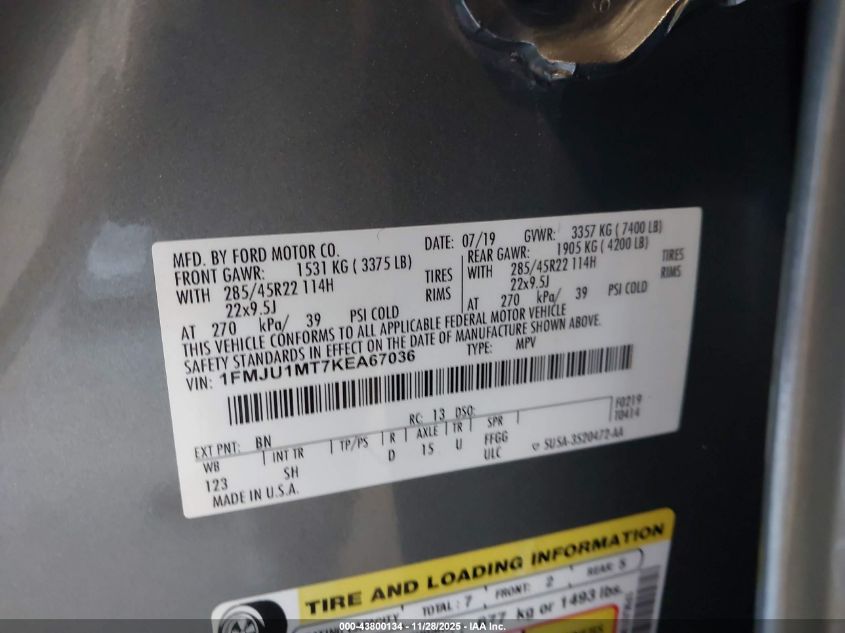 MFD. BY FORD MOTOR CO. DATE: 07/19 GVWR: 3357 KG ( 7400 LB)
FRONT GAWR: 1531 KG ( 3375 LB) REAR GAWR: 1905 KG ( 4200 LB)
WITH 285/45R22 114H TIRES WITH 285/45R22 114H TIRES
22x9.5J RIMS 22x9.5J RIMS
AT 270 kPa/ 39 PSI COLD AT 270 kPa/ 39 PSI COLD
THIS VEHICLE CONFORMS TO ALL APPLICABLE FEDERAL MOTOR VEHICLE
SAFETY STANDARDS IN EFFECT ON THE DATE OF MANUFACTURE SHOWN ABOVE.
VIN: 1FMJU1MT7KEA67036 TYPE: MPV
F0219
T0414
EXT PNT: BN RC: 13 DSO:
WB INT TR TP/PS R AXLE TR SPR
123 SH D 15 U FFGG
ULC
SUSA-3520472-AA
MADE IN U.S.A.
TIRE AND LOADING INFORMATION
TOTAL : 7 FRONT: 2 REAR: 5
kg or 1493 lbs.
000-43800134 | 11/28/2025 | IAA, Inc.